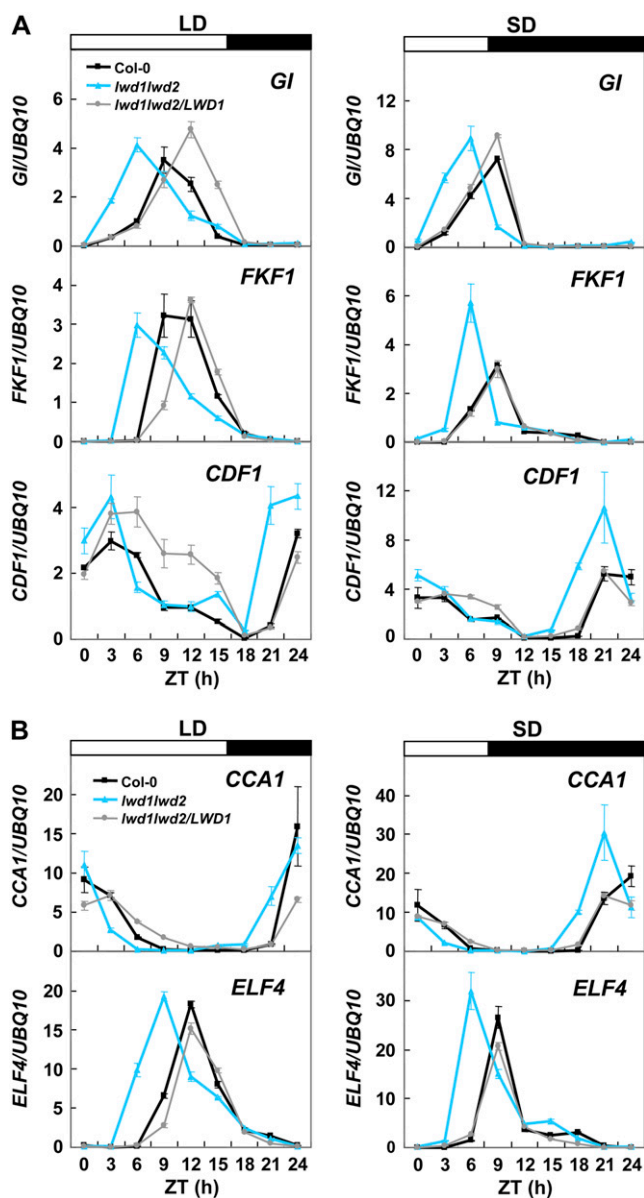 A
LD
SD
Col-0
lwd1lwd2
lwd1lwd2/LWD1
GI
GI
GI/UBQ10
6
4
2
0
GI/UBQ10
12
8
4
0
FKF1
FKF1
FKF1/UBQ10
4
3
2
1
0
FKF1/UBQ10
6
4
2
0
CDF1
CDF1
CDF1/UBQ10
4
2
0
CDF1/UBQ10
12
8
4
0
0 3 6 9 12 15 18 21 24
ZT (h)
0 3 6 9 12 15 18 21 24
ZT (h)
B
LD
SD
Col-0
lwd1lwd2
lwd1lwd2/LWD1
CCA1
CCA1
CCA1/UBQ10
20
15
10
5
0
CCA1/UBQ10
40
30
20
10
0
ELF4
ELF4
ELF4/UBQ10
20
15
10
5
0
ELF4/UBQ10
30
20
10
0
0 3 6 9 12 15 18 21 24
ZT (h)
0 3 6 9 12 15 18 21 24
ZT (h)